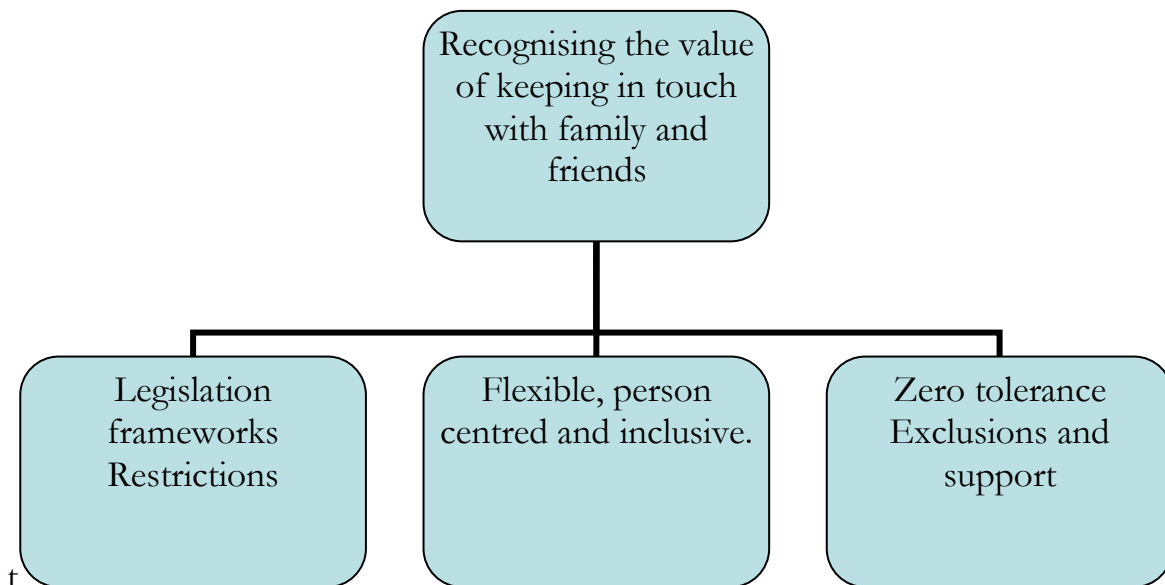 Recognising the value
of keeping in touch
with family and
friends
Legislation
frameworks
Restrictions
Flexible, person
centred and inclusive.
Zero tolerance
Exclusions and
support
t